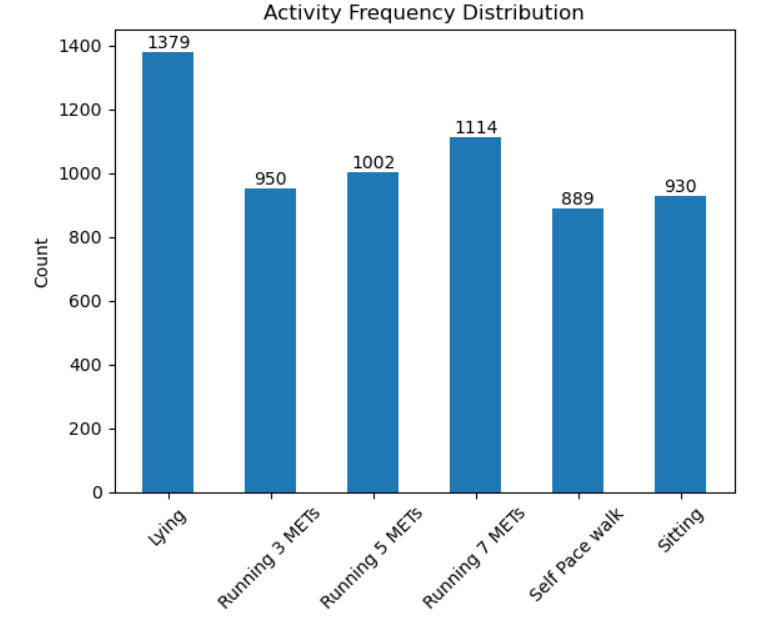 Activity Frequency Distribution
1400
1200
1000
800
600
400
200
0
Count
1379
950
1002
1114
889
930
Lying
Running 3 METs
Running 5 METs
Running 7 METs
Self Pace walk
Sitting